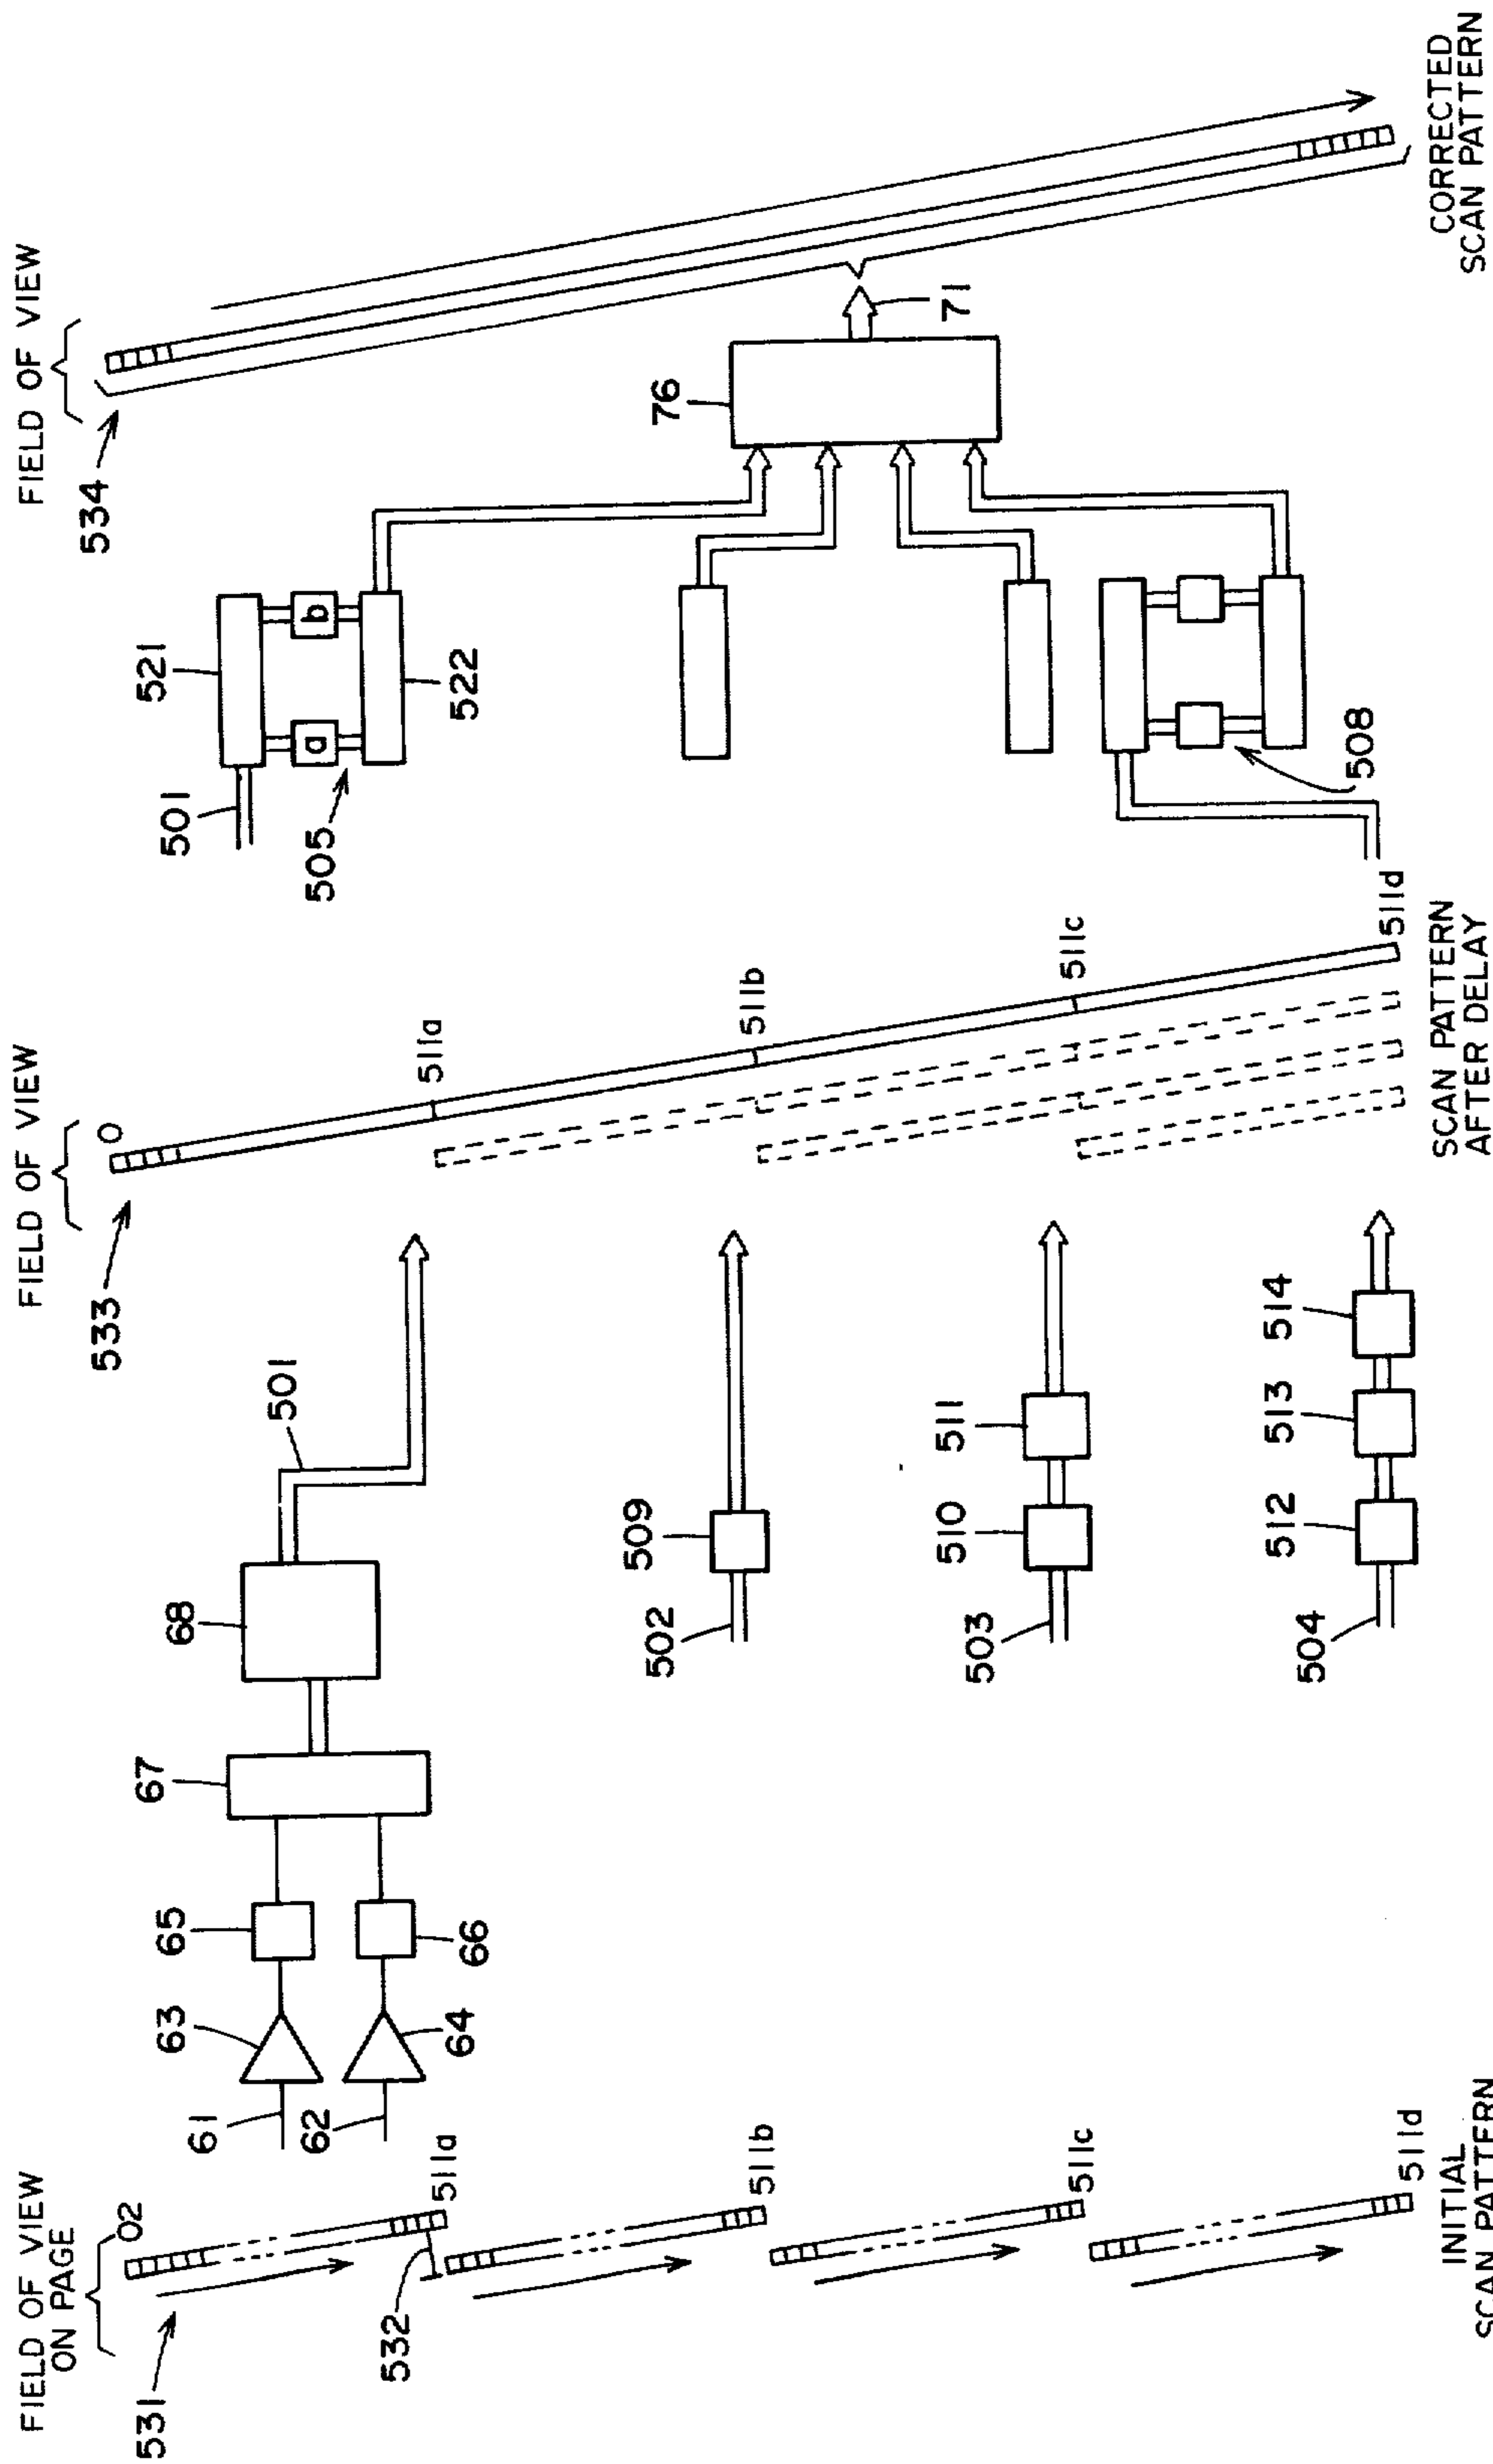 FIELD OF VIEW
ON PAGE
02
531
532
511a
511b
511c
511d
INITIAL
SCAN PATTERN
61
62
63
64
65
66
67
68
501
502
509
503
510
511
504
512
513
514
FIELD OF VIEW
0
533
511a
511b
511c
511d
SCAN PATTERN
AFTER DELAY
501
505
521
a
b
522
508
76
71
FIELD OF VIEW
534
CORRECTED
SCAN PATTERN